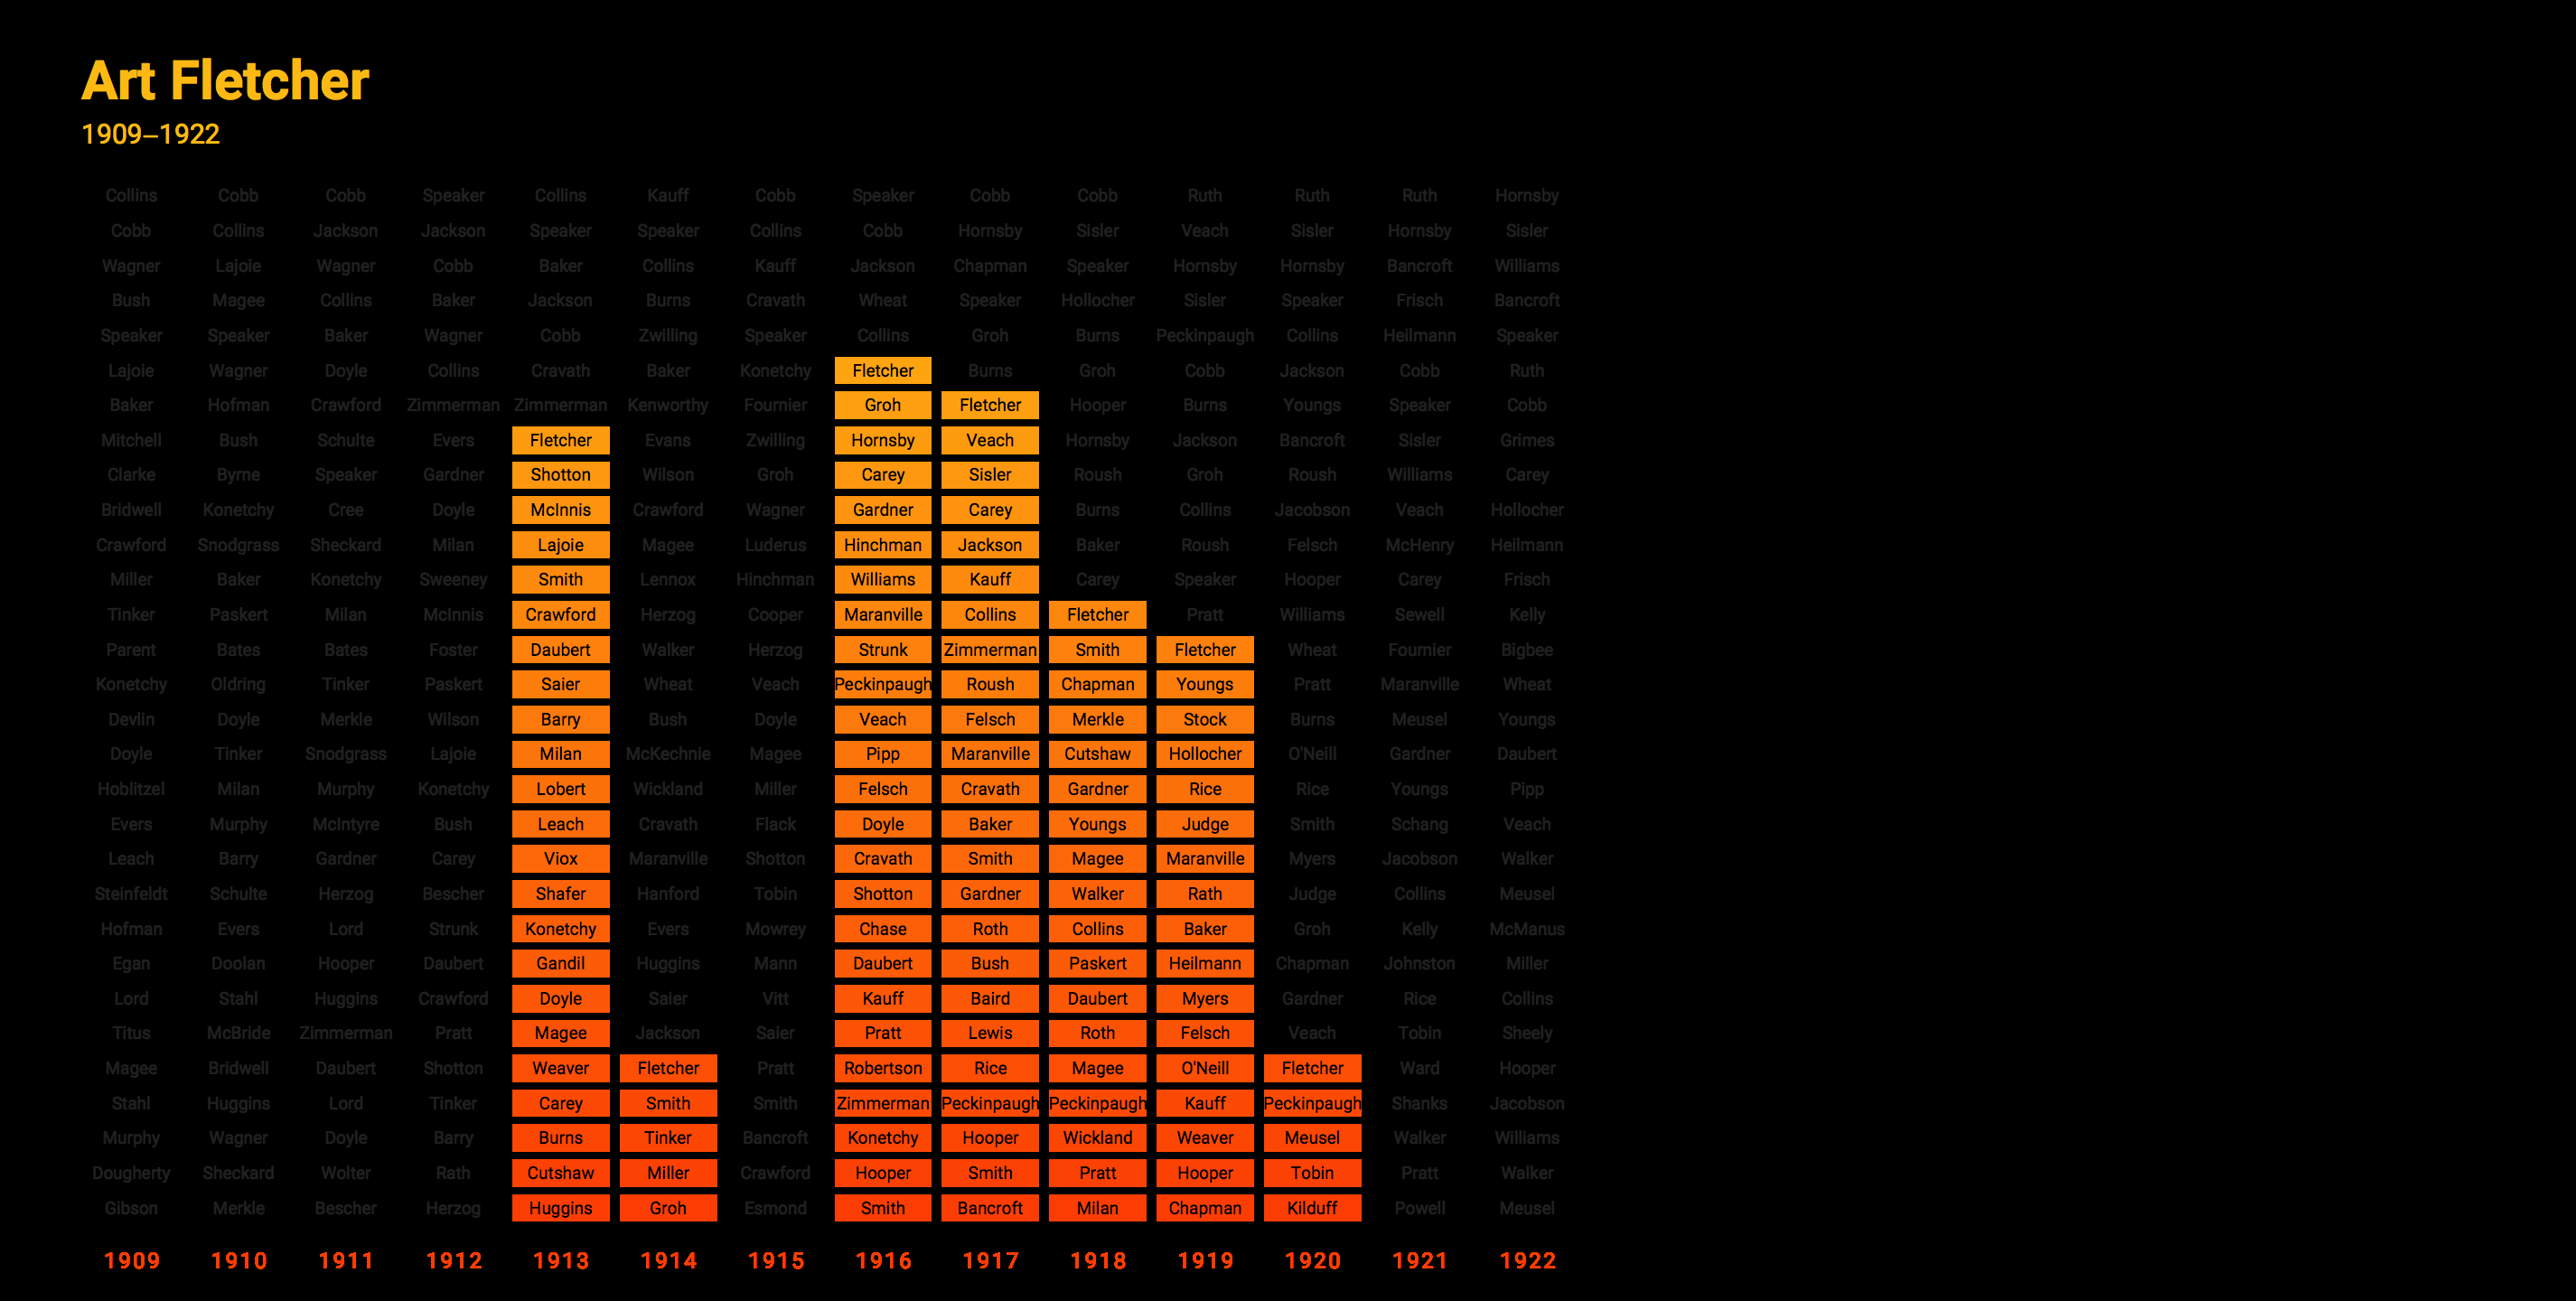 Art Fletcher
1909–1922
Collins Cobb Cobb Speaker Collins Kauff Cobb Speaker Cobb Cobb Ruth Ruth Ruth Hornsby
Cobb Collins Jackson Jackson Speaker Speaker Collins Cobb Hornsby Sisler Veach Sisler Hornsby Sisler
Wagner Lajoie Wagner Cobb Baker Collins Kauff Jackson Chapman Speaker Hornsby Hornsby Bancroft Williams
Bush Magee Collins Baker Jackson Burns Cravath Wheat Speaker Hollocher Sisler Speaker Frisch Bancroft
Speaker Speaker Baker Wagner Cobb Zwilling Speaker Collins Groh Burns Peckinpaugh Collins Heilmann Speaker
Lajoie Wagner Doyle Collins Cravath Baker Konetchy Fletcher Burns Groh Cobb Jackson Cobb Ruth
Baker Hofman Crawford Zimmerman Zimmerman Kenworthy Fournier Groh Fletcher Hooper Burns Youngs Speaker Cobb
Mitchell Bush Schulte Evers Fletcher Evans Zwilling Hornsby Veach Hornsby Jackson Bancroft Sisler Grimes
Clarke Byrne Speaker Gardner Shotton Wilson Groh Carey Sisler Roush Groh Roush Williams Carey
Bridwell Konetchy Cree Doyle McInnis Crawford Wagner Gardner Carey Burns Collins Jacobson Veach Hollocher
Crawford Snodgrass Sheckard Milan Lajoie Magee Luderus Hinchman Jackson Baker Roush Felsch McHenry Heilmann
Miller Baker Konetchy Sweeney Smith Lennox Hinchman Williams Kauff Carey Speaker Hooper Carey Frisch
Tinker Paskert Milan McInnis Crawford Herzog Cooper Maranville Collins Fletcher Pratt Williams Sewell Kelly
Parent Bates Bates Foster Daubert Walker Herzog Strunk Zimmerman Smith Fletcher Wheat Fournier Bigbee
Konetchy Oldring Tinker Paskert Saier Wheat Veach Peckinpaugh Roush Chapman Youngs Pratt Maranville Wheat
Devlin Doyle Merkle Wilson Barry Bush Doyle Veach Felsch Merkle Stock Burns Meusel Youngs
Doyle Tinker Snodgrass Lajoie Milan McKechnie Magee Pipp Maranville Cutshaw Hollocher O'Neill Gardner Daubert
Hoblitzel Milan Murphy Konetchy Lobert Wickland Miller Felsch Cravath Gardner Rice Rice Youngs Pipp
Evers Murphy McIntyre Bush Leach Cravath Flack Doyle Baker Youngs Judge Smith Schang Veach
Leach Barry Gardner Carey Viox Maranville Shotton Cravath Smith Magee Maranville Myers Jacobson Walker
Steinfeldt Schulte Herzog Bescher Shafer Hanford Tobin Shotton Gardner Walker Rath Judge Collins Meusel
Hofman Evers Lord Strunk Konetchy Evers Mowrey Chase Roth Collins Baker Groh Kelly McManus
Egan Doolan Hooper Daubert Gandil Huggins Mann Daubert Bush Paskert Heilmann Chapman Johnston Miller
Lord Stahl Huggins Crawford Doyle Saier Vitt Kauff Baird Daubert Myers Gardner Rice Collins
Titus McBride Zimmerman Pratt Magee Jackson Saier Pratt Lewis Roth Felsch Veach Tobin Sheely
Magee Bridwell Daubert Shotton Weaver Fletcher Pratt Robertson Rice Magee O'Neill Fletcher Ward Hooper
Stahl Huggins Lord Tinker Carey Smith Smith Zimmerman Peckinpaugh Peckinpaugh Kauff Peckinpaugh Shanks Jacobson
Murphy Wagner Doyle Barry Burns Tinker Bancroft Konetchy Hooper Wickland Weaver Meusel Walker Williams
Dougherty Sheckard Wolter Rath Cutshaw Miller Crawford Hooper Smith Pratt Hooper Tobin Pratt Walker
Gibson Merkle Bescher Herzog Huggins Groh Esmond Smith Bancroft Milan Chapman Kilduff Powell Meusel
1909 1910 1911 1912 1913 1914 1915 1916 1917 1918 1919 1920 1921 1922